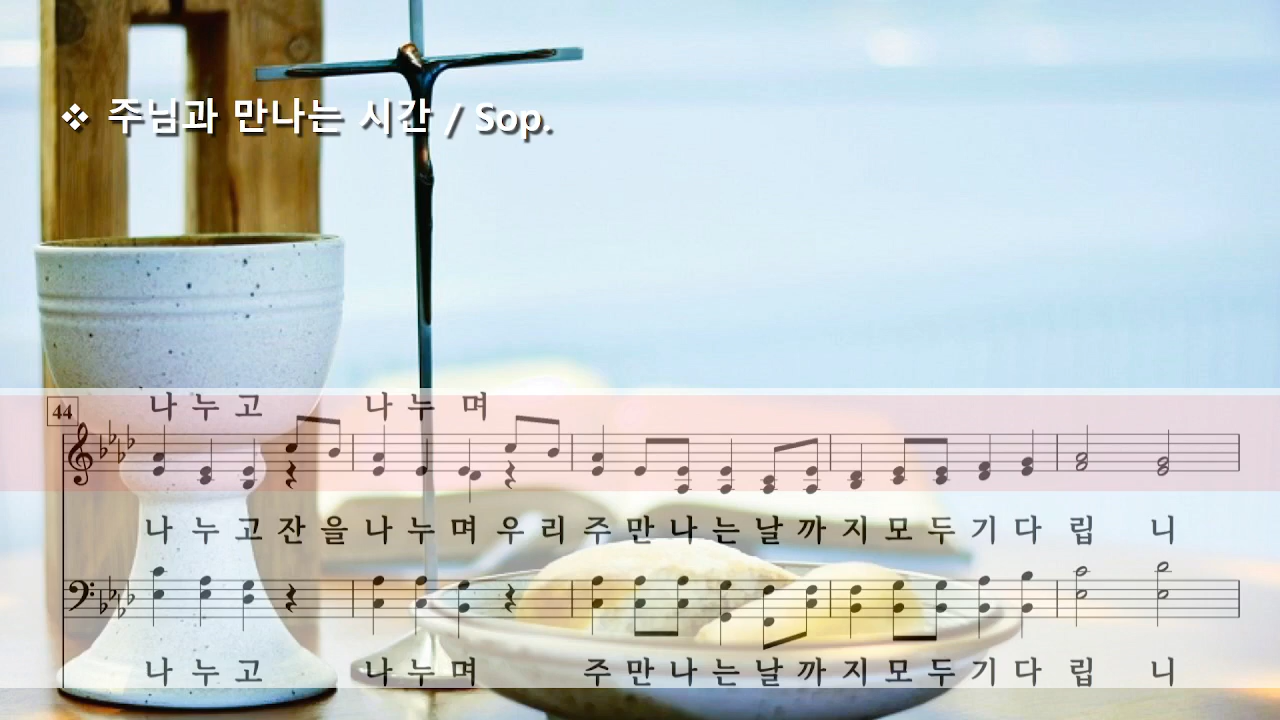 ❖ 주님과 만나는 시간 / Sop.
44 나 누 고 나 누 며
나 누 고 잔 을 나 누 며 우 리 주 만 나 는 날 까 지 모 두 기 다 립 니
나 누 고 나 누 며 주 만 나 는 날 까 지 모 두 기 다 립 니